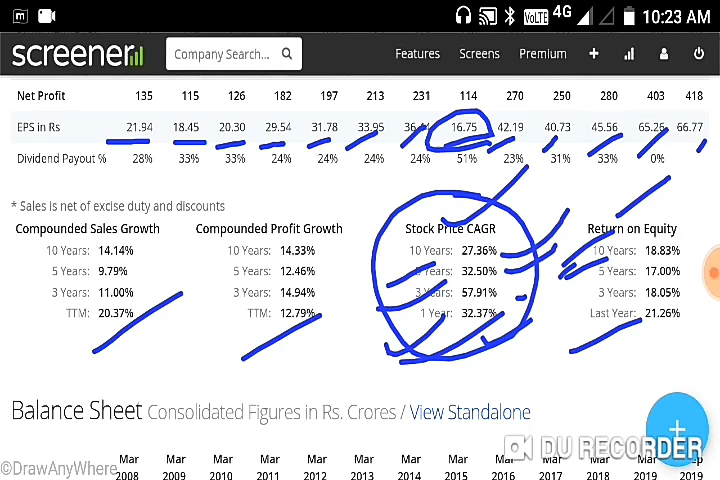 4G 10:23 AM
VoLTE
screener Company Search... Features Screens Premium +
Net Profit 135 115 126 182 197 213 231 114 270 250 280 403 418
EPS in Rs 21.94 18.45 20.30 29.54 31.78 33.95 16.75 42.19 40.73 45.56 65.26 66.77
Dividend Payout % 28% 33% 33% 24% 24% 24% 24% 51% 23% 31% 33% 0%
* Sales is net of excise duty and discounts
Compounded Sales Growth Compounded Profit Growth Stock Price CAGR Return on Equity
10 Years: 14.14% 10 Years: 14.33% 10 Years: 27.36% 10 Years: 18.83%
5 Years: 9.79% 5 Years: 12.46% 5 Years: 32.50% 5 Years: 17.00%
3 Years: 11.00% 3 Years: 14.94% 3 Years: 57.91% 3 Years: 18.05%
TTM: 20.37% TTM: 12.79% 1 Year: 32.37% Last Year: 21.26%
Balance Sheet Consolidated Figures in Rs. Crores / View Standalone
DU RECORDER
©DrawAnyWhere
Mar Mar Mar Mar Mar Mar Mar Mar Mar Mar Mar Mar
2008 2009 2010 2011 2012 2013 2014 2015 2016 2017 2018 2019 2019